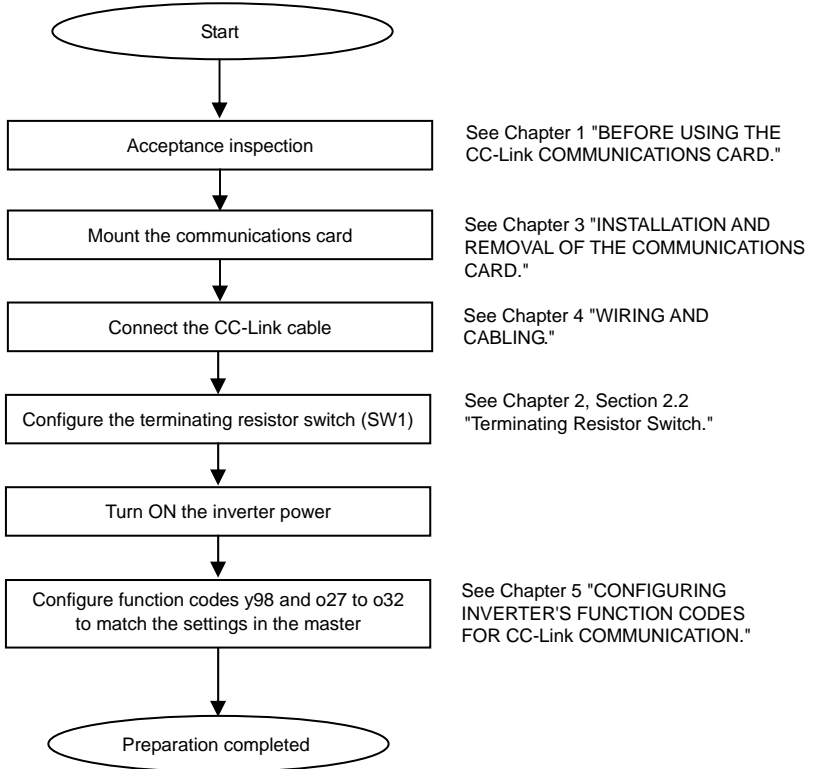 Start
Acceptance inspection
See Chapter 1 "BEFORE USING THE
CC-Link COMMUNICATIONS CARD."
Mount the communications card
See Chapter 3 "INSTALLATION AND
REMOVAL OF THE COMMUNICATIONS
CARD."
Connect the CC-Link cable
See Chapter 4 "WIRING AND
CABLING."
Configure the terminating resistor switch (SW1)
See Chapter 2, Section 2.2
"Terminating Resistor Switch."
Turn ON the inverter power
Configure function codes y98 and o27 to o32
to match the settings in the master
See Chapter 5 "CONFIGURING
INVERTER'S FUNCTION CODES
FOR CC-Link COMMUNICATION."
Preparation completed